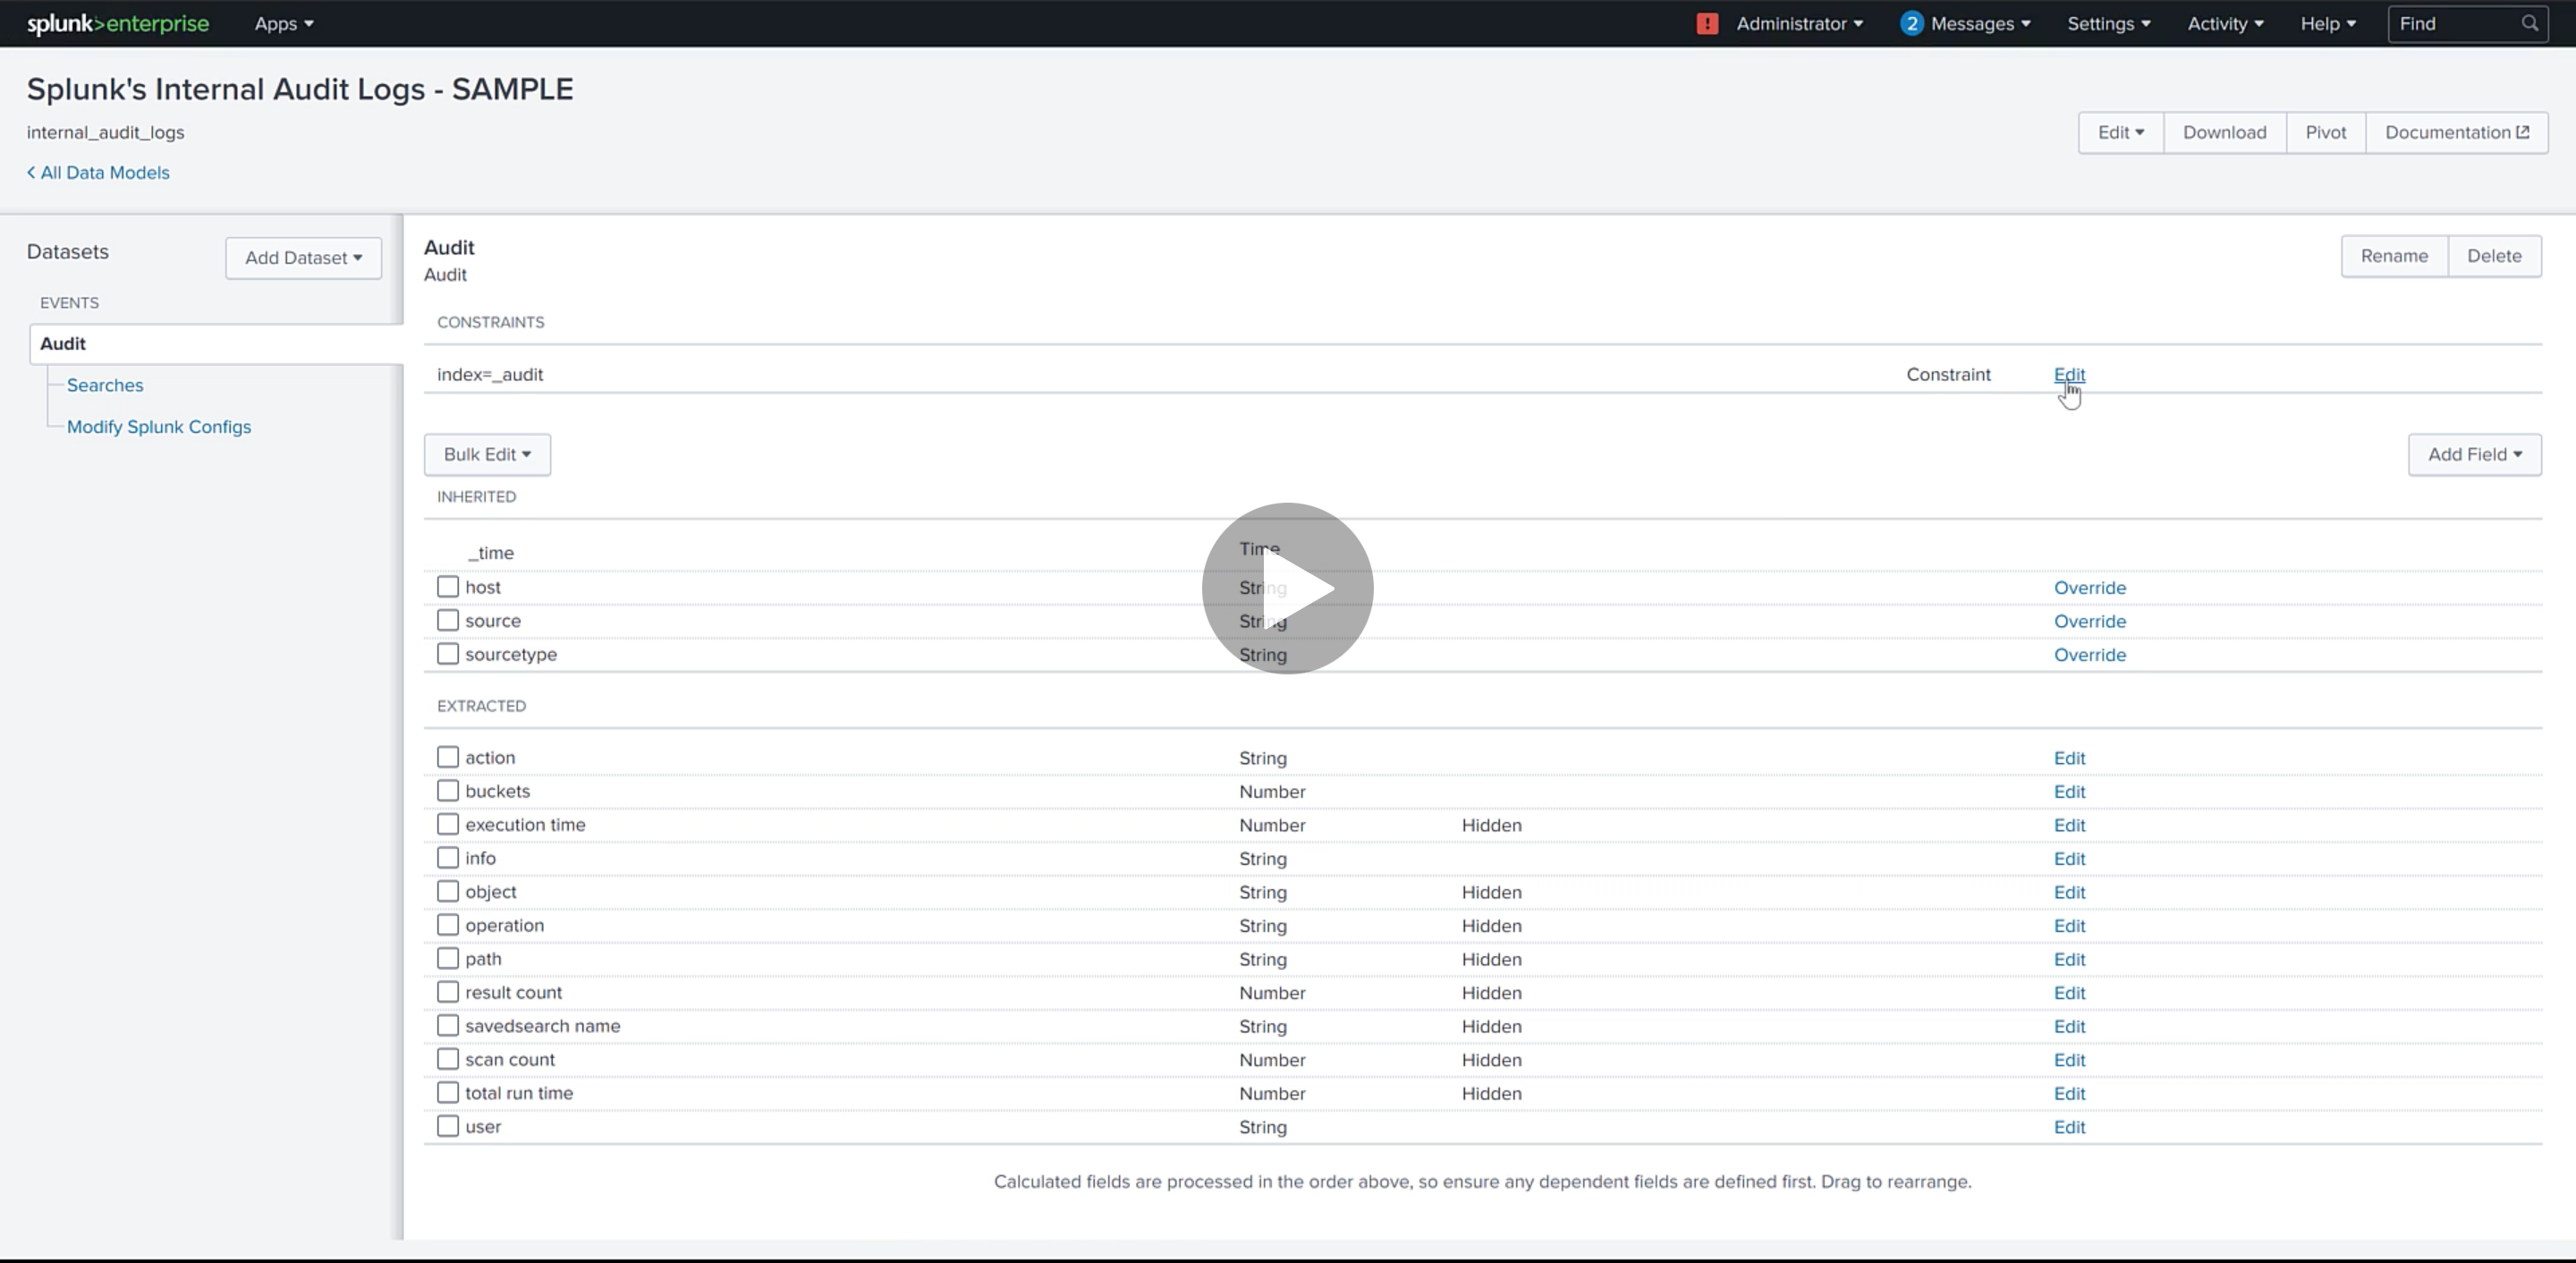 splunk>enterprise Apps Administrator 2 Messages Settings Activity Help Find
Splunk's Internal Audit Logs - SAMPLE
internal_audit_logs
Edit Download Pivot Documentation
< All Data Models
Datasets
Add Dataset
EVENTS
Audit
Searches
Modify Splunk Configs
Audit
Audit
Rename Delete
CONSTRAINTS
index=_audit Constraint Edit
Bulk Edit Add Field
INHERITED
_time Time
host String Override
source String Override
sourcetype String Override
EXTRACTED
action String Edit
buckets Number Edit
execution time Number Hidden Edit
info String Edit
object String Hidden Edit
operation String Hidden Edit
path String Hidden Edit
result count Number Hidden Edit
savedsearch name String Hidden Edit
scan count Number Hidden Edit
total run time Number Hidden Edit
user String Edit
Calculated fields are processed in the order above, so ensure any dependent fields are defined first. Drag to rearrange.